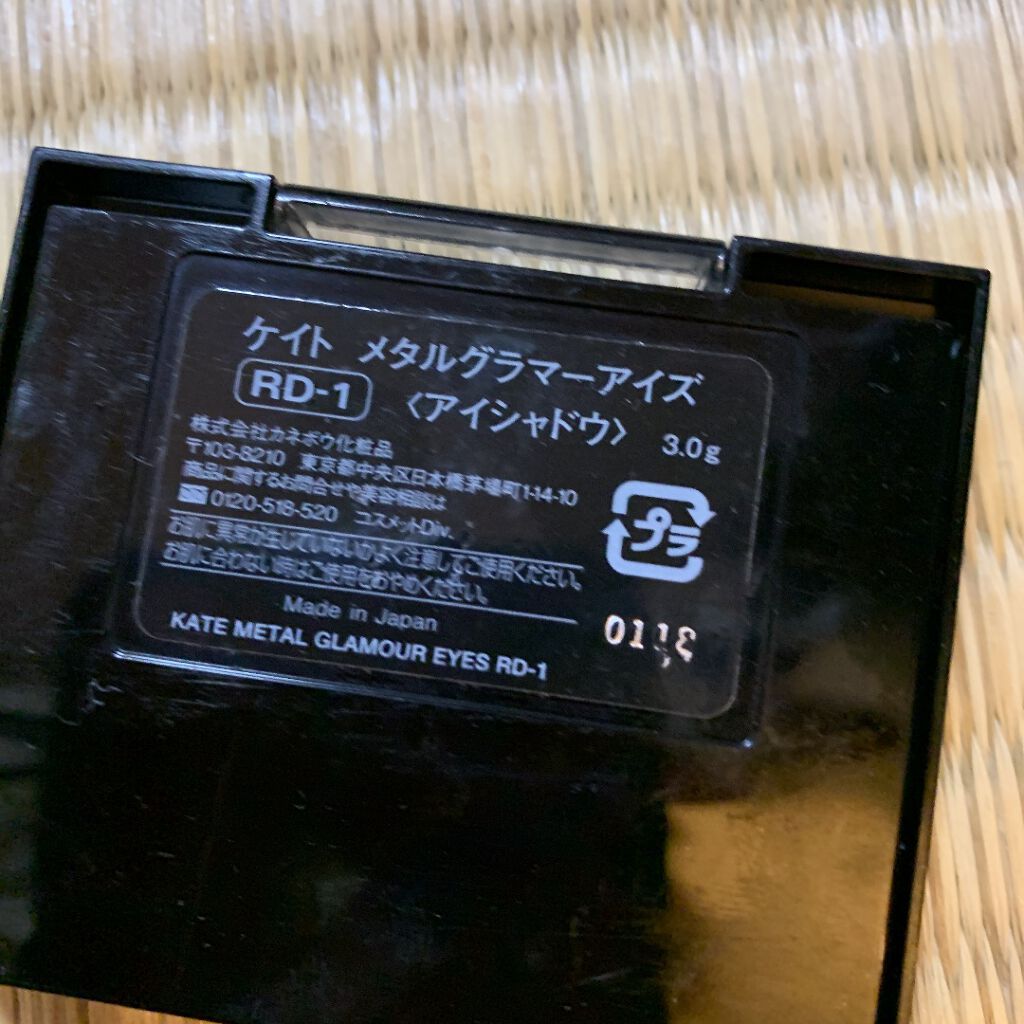 ケイト メタルグラマーアイズ
RD-1 〈アイシャドウ〉 3.0g
株式会社カネボウ化粧品
〒103-8210 東京都中央区日本橋茅場町1-14-10
商品に関するお問合せや美容相談は
0120-518-520 コスメットDiv.
プラ
お肌に異常が生じていないかよく注意してご使用ください。
お肌に合わない時はご使用をおやめください。
Made in Japan
KATE METAL GLAMOUR EYES RD-1